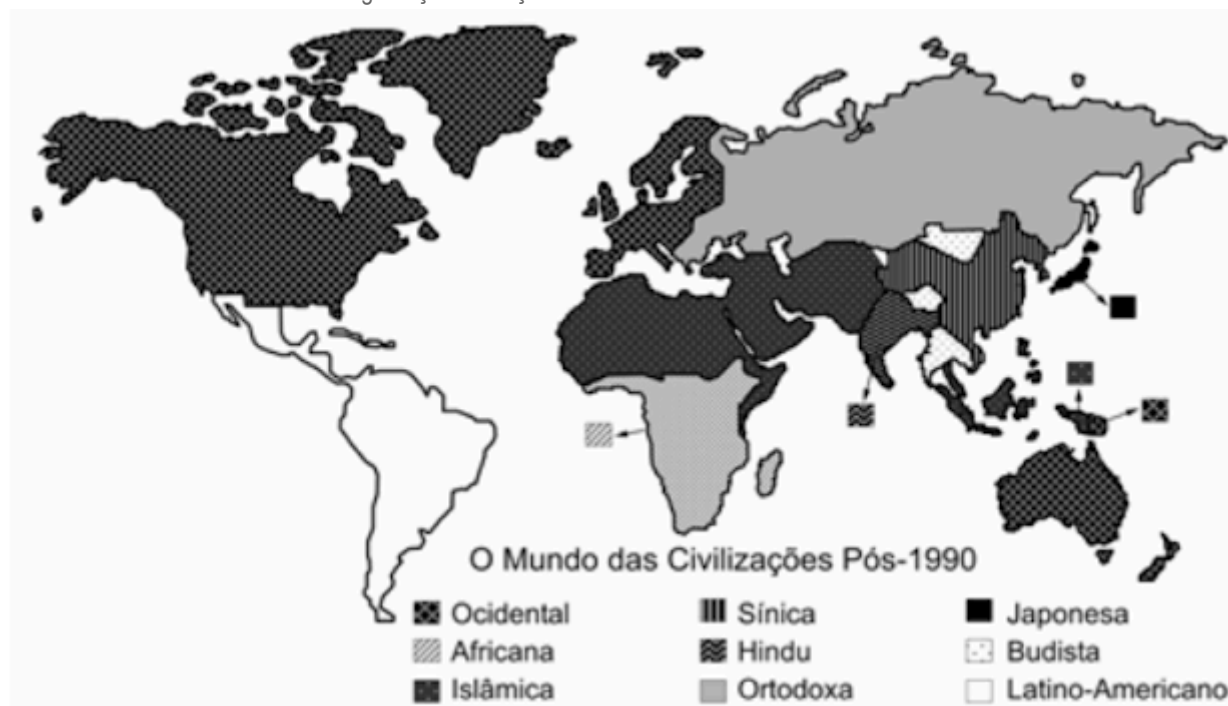 O Mundo das Civilizações Pós-1990
Ocidental
Sínica
Japonesa
Africana
Hindu
Budista
Islâmica
Ortodoxa
Latino-Americano